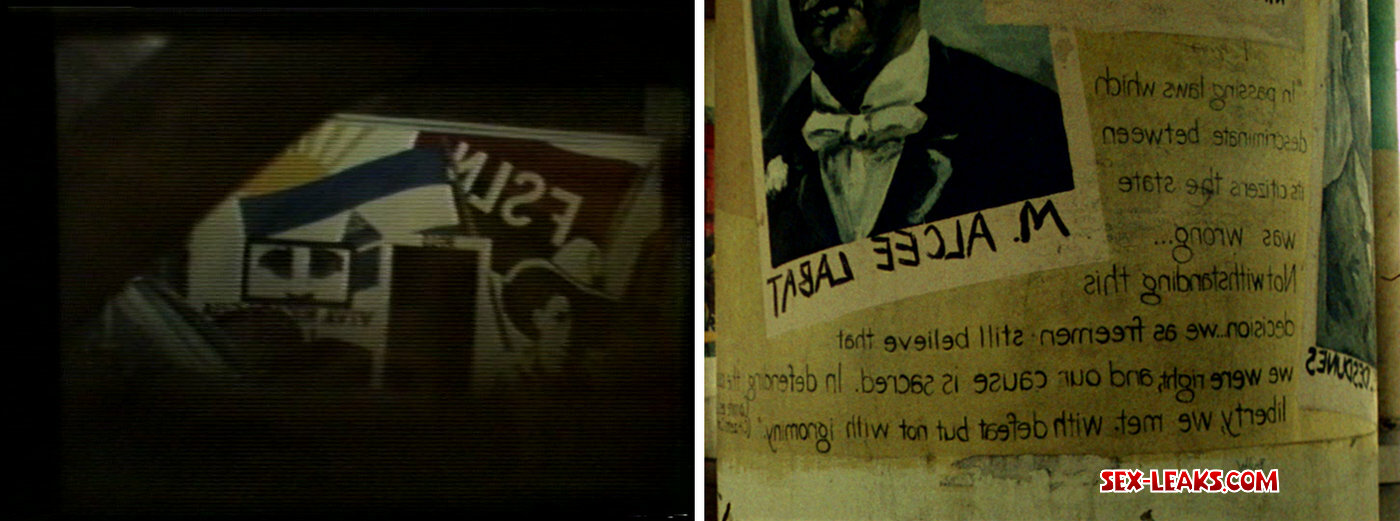 FSLN
M. ALCEE LABAT
"In passing laws which
descriminate between
its citizens the state
was wrong...
Notwithstanding this
decision...we as freemen still believe that
we were right, and our cause is sacred. In defending
liberty, we met with defeat but not with ignominy."
DESDUNES
SEX-LEAKS.COM